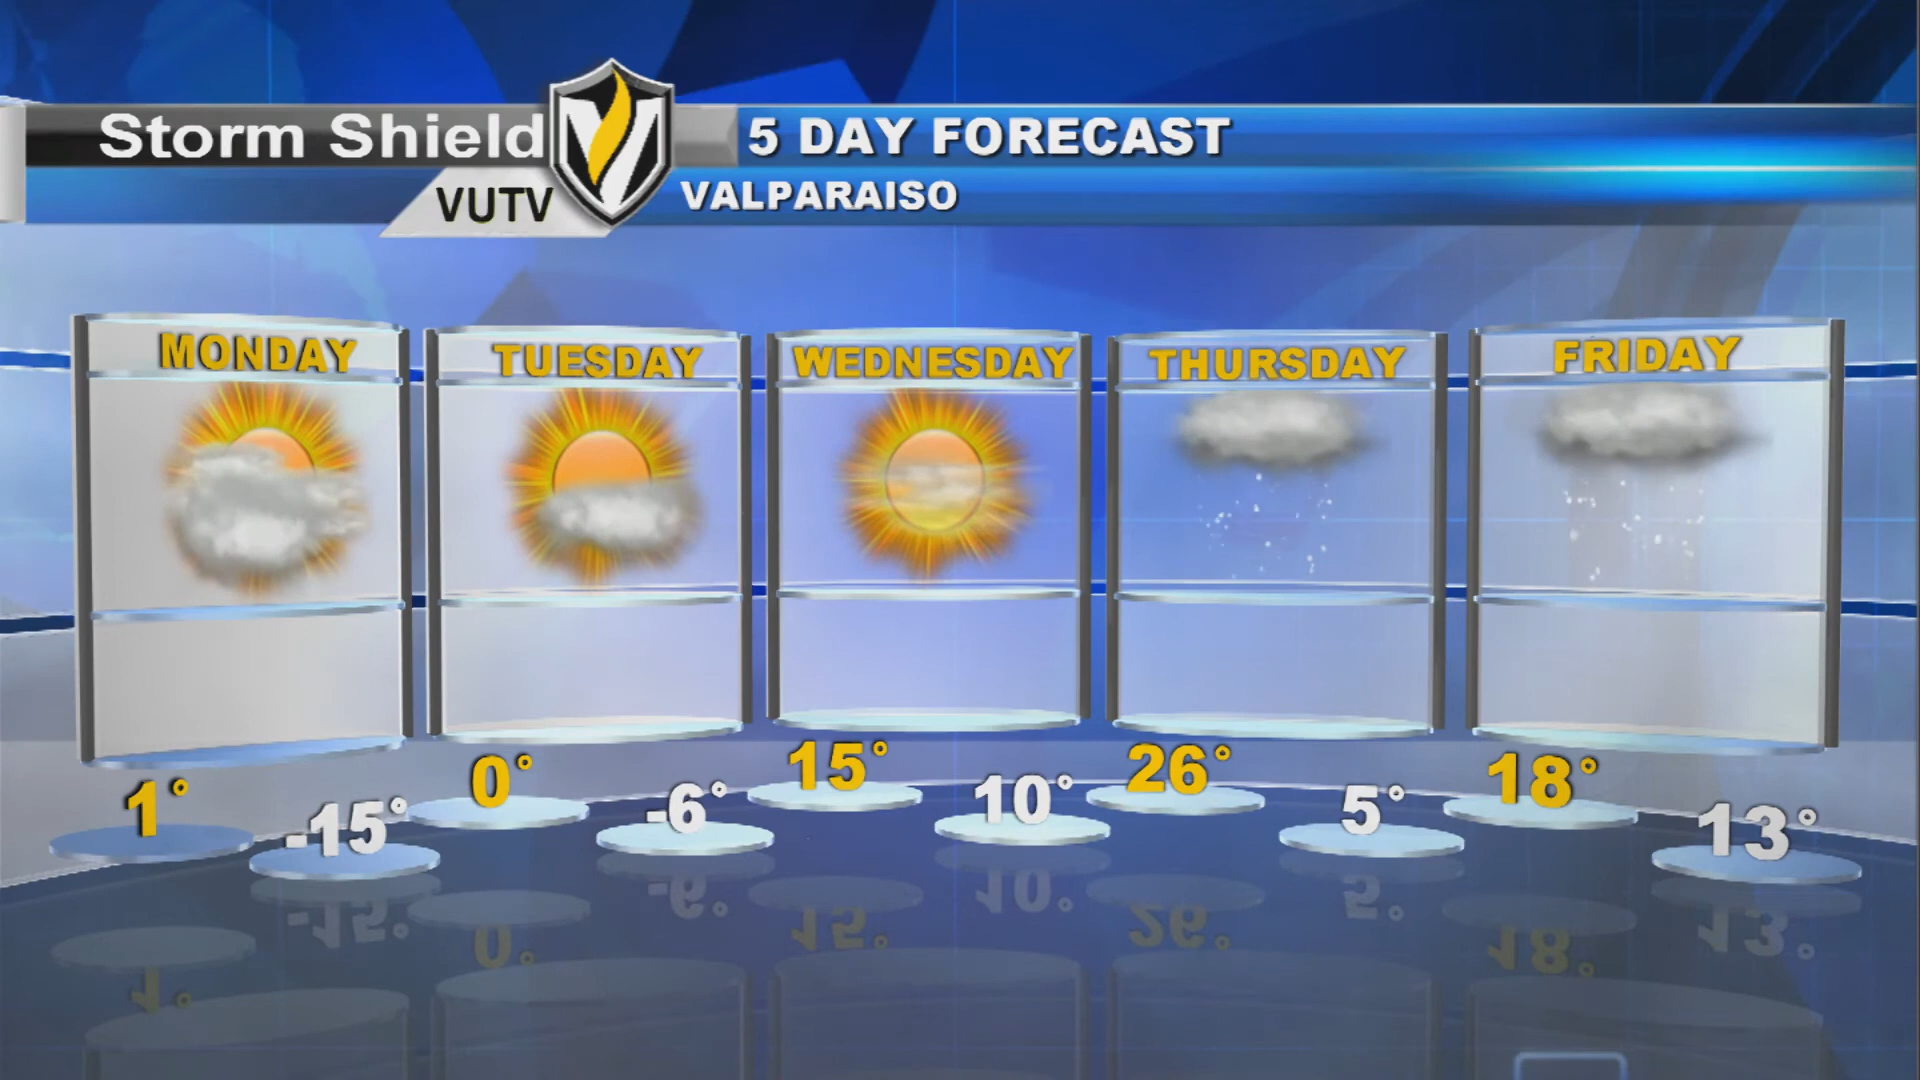 Storm Shield
VUTV
5 DAY FORECAST
VALPARAISO
MONDAY TUESDAY WEDNESDAY THURSDAY FRIDAY
1° -15° 0° -6° 15° 10° 26° 5° 18° 13°